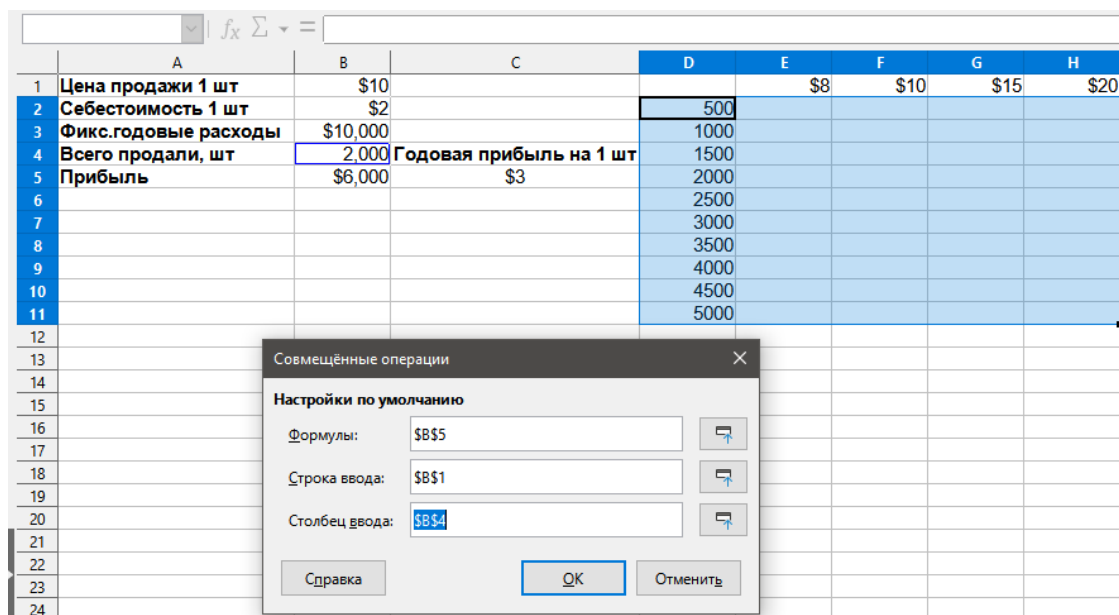 fx Σ =
A B C D E F G H
1 Цена продажи 1 шт $10 $8 $10 $15 $20
2 Себестоимость 1 шт $2 500
3 Фикс.годовые расходы $10,000 1000
4 Всего продали, шт 2,000 Годовая прибыль на 1 шт 1500
5 Прибыль $6,000 $3 2000
6 2500
7 3000
8 3500
9 4000
10 4500
11 5000
12
13
14
15
16
17
18
19
20
21
22
23
24
Совмещённые операции
Настройки по умолчанию
Формулы: $B$5
Строка ввода: $B$1
Столбец ввода: $B$4
Справка OK Отменить